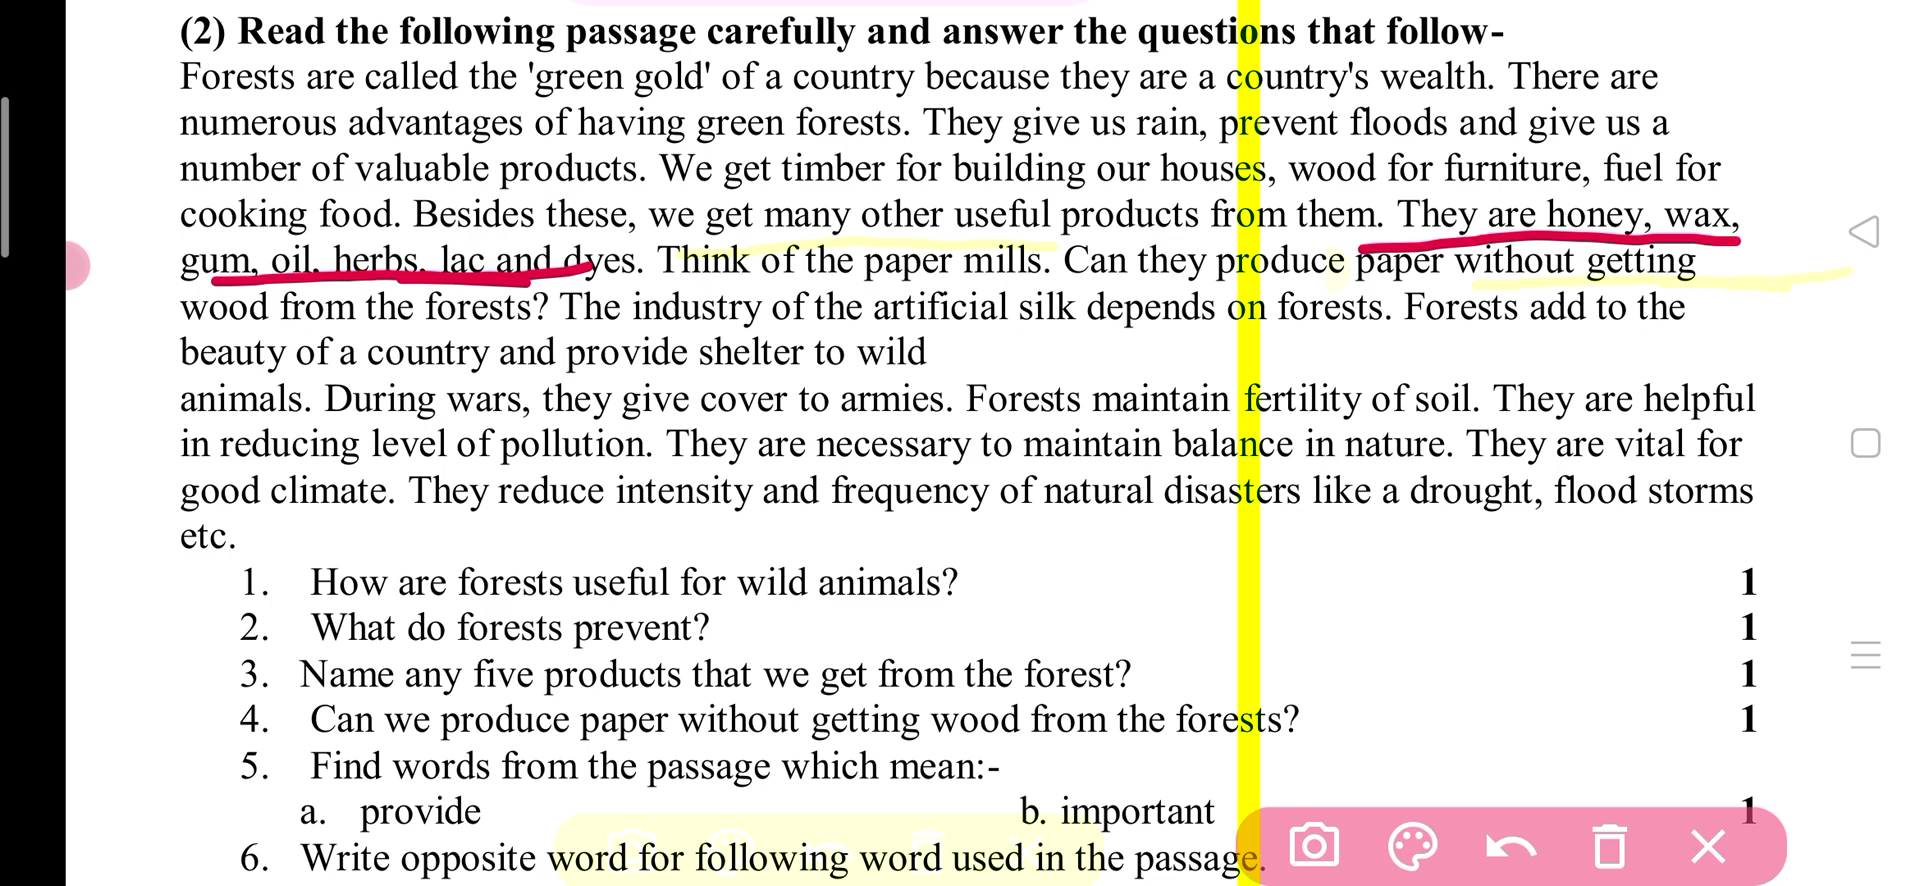 (2) Read the following passage carefully and answer the questions that follow-
Forests are called the 'green gold' of a country because they are a country's wealth. There are
numerous advantages of having green forests. They give us rain, prevent floods and give us a
number of valuable products. We get timber for building our houses, wood for furniture, fuel for
cooking food. Besides these, we get many other useful products from them. They are honey, wax,
gum, oil, herbs, lac and dyes. Think of the paper mills. Can they produce paper without getting
wood from the forests? The industry of the artificial silk depends on forests. Forests add to the
beauty of a country and provide shelter to wild
animals. During wars, they give cover to armies. Forests maintain fertility of soil. They are helpful
in reducing level of pollution. They are necessary to maintain balance in nature. They are vital for
good climate. They reduce intensity and frequency of natural disasters like a drought, flood storms
etc.
1. How are forests useful for wild animals? 1
2. What do forests prevent? 1
3. Name any five products that we get from the forest? 1
4. Can we produce paper without getting wood from the forests? 1
5. Find words from the passage which mean:-
a. provide b. important 1
6. Write opposite word for following word used in the passage.